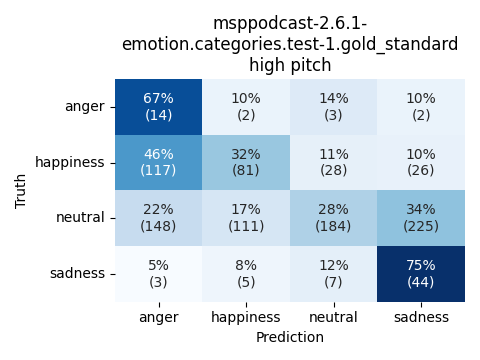 msppodcast-2.6.1-
emotion.categories.test-1.gold_standard
high pitch
Truth
anger
67% 10% 14% 10%
(14) (2) (3) (2)
happiness
46% 32% 11% 10%
(117) (81) (28) (26)
neutral
22% 17% 28% 34%
(148) (111) (184) (225)
sadness
5% 8% 12% 75%
(3) (5) (7) (44)
anger happiness neutral sadness
Prediction